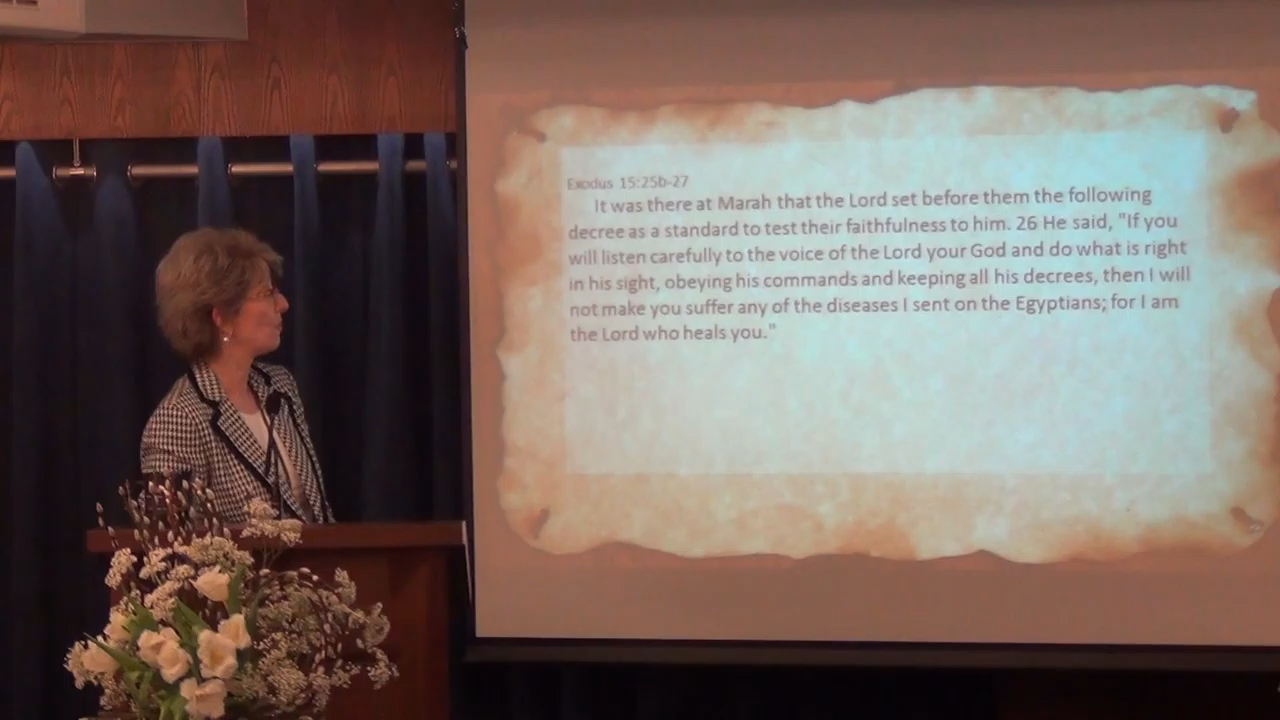 Exodus 15:25b-27
It was there at Marah that the Lord set before them the following
decree as a standard to test their faithfulness to him. 26 He said, "If you
will listen carefully to the voice of the Lord your God and do what is right
in his sight, obeying his commands and keeping all his decrees, then I will
not make you suffer any of the diseases I sent on the Egyptians; for I am
the Lord who heals you."